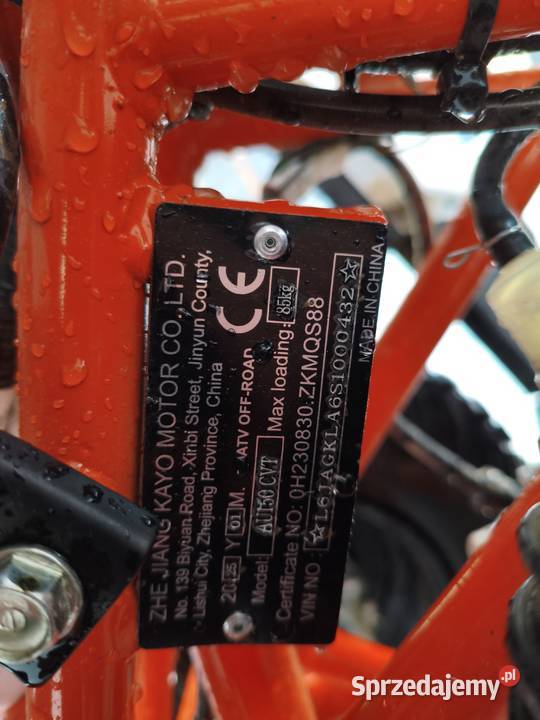 ZHE JIANG KAYO MOTOR CO.,LTD.
No. 139 Biyuan Road, Xinbi Street, Jinyun County,
Lishui City, Zhejiang Province, China
2025 Y 01 M. ATV OFF-ROAD CE
Model: AU150 CVT Max loading: 85kg
Certificate NO: 0H230830.ZKMQS88
VIN NO: ☆L6JAGKLA6S1000432☆
MADE IN CHINA
Sprzedajemy.pl